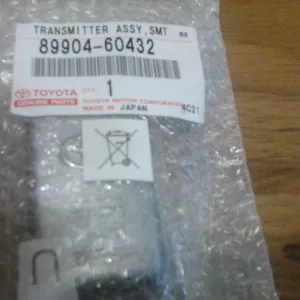 TRANSMITTER ASSY,SMT
89904-60432
TOYOTA
GENUINE PARTS
QTY
1
TOYOTA MOTOR CORPORATION
MADE IN JAPAN